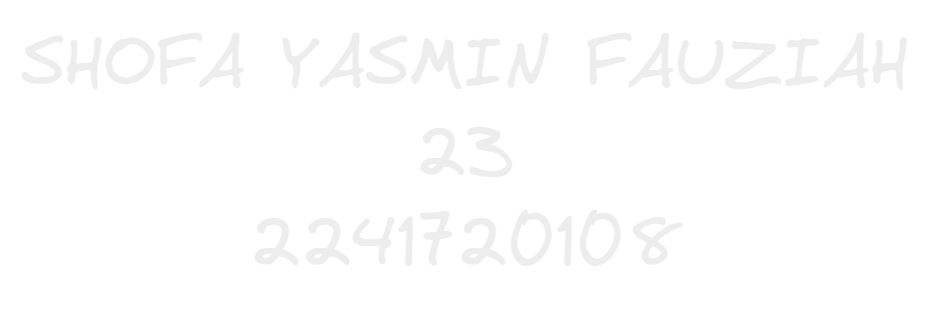 SHOFA YASMIN FAUZIAH
23
2241720108